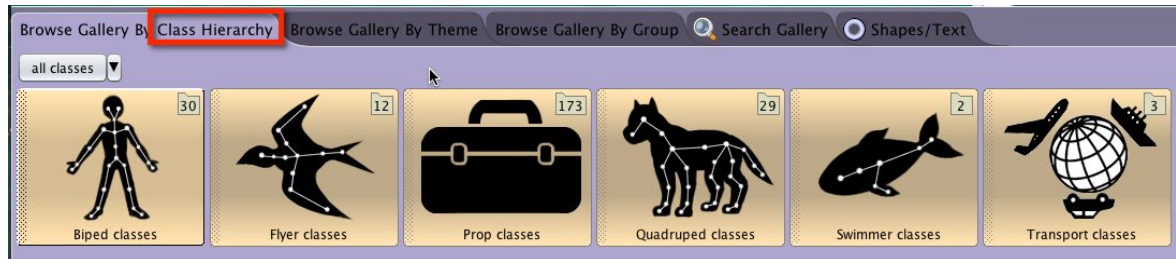 Browse Gallery By Class Hierarchy Browse Gallery By Theme Browse Gallery By Group Search Gallery Shapes/Text
all classes
30 12 173 29 2 3
Biped classes Flyer classes Prop classes Quadruped classes Swimmer classes Transport classes